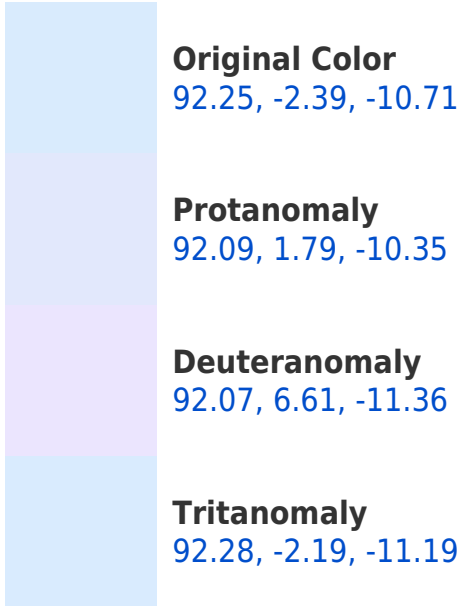 Original Color
92.25, -2.39, -10.71
Protanomaly
92.09, 1.79, -10.35
Deuteranomaly
92.07, 6.61, -11.36
Tritanomaly
92.28, -2.19, -11.19